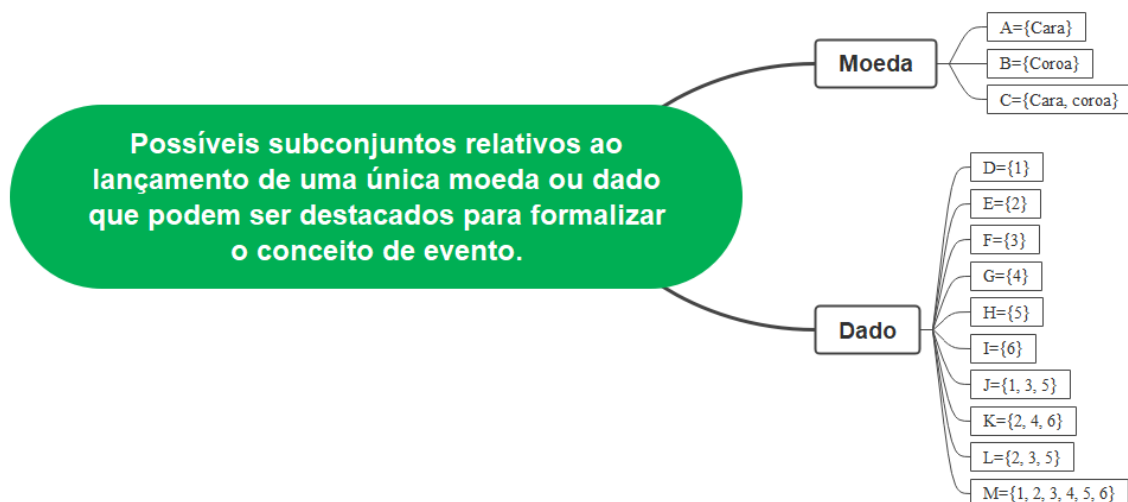 Possíveis subconjuntos relativos ao
lançamento de uma única moeda ou dado
que podem ser destacados para formalizar
o conceito de evento.
Moeda
A={Cara}
B={Coroa}
C={Cara, coroa}
Dado
D={1}
E={2}
F={3}
G={4}
H={5}
I={6}
J={1, 3, 5}
K={2, 4, 6}
L={2, 3, 5}
M={1, 2, 3, 4, 5, 6}